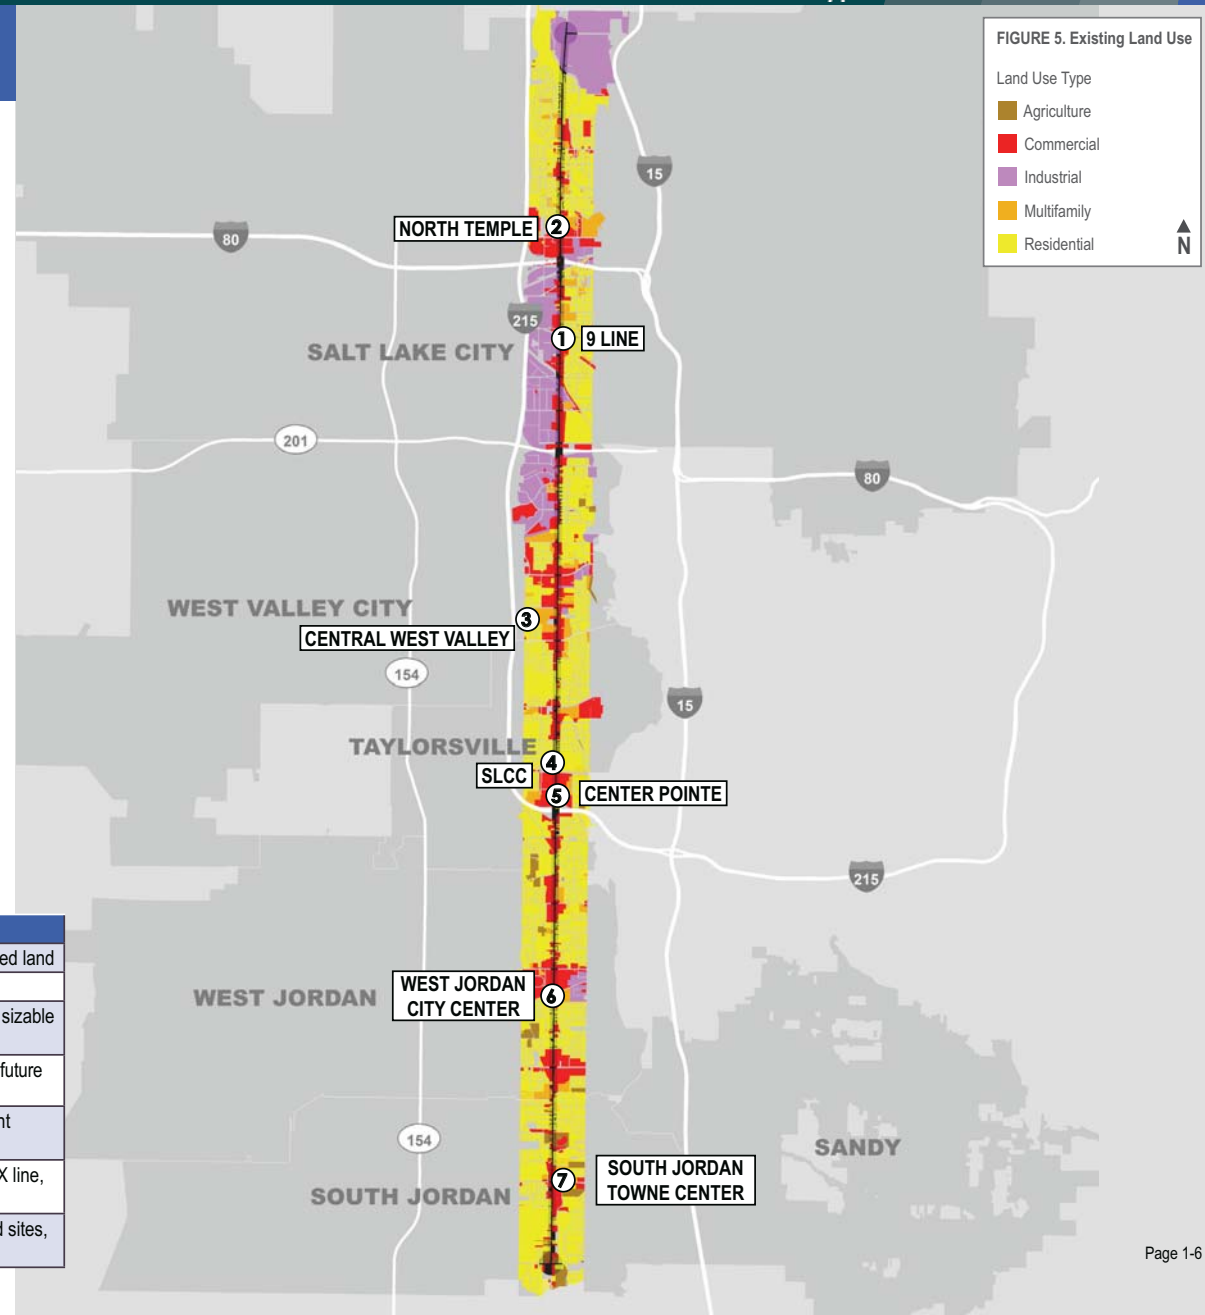 FIGURE 5. Existing Land Use
Land Use Type
Agriculture
Commercial
Industrial
Multifamily
Residential
N
15
NORTH TEMPLE
2
80
215
1
9 LINE
SALT LAKE CITY
201
80
WEST VALLEY CITY
3
CENTRAL WEST VALLEY
154
15
TAYLORSVILLE
4
SLCC
5
CENTER POINTE
215
ed land
sizable
future
nt
X line,
d sites,
WEST JORDAN
WEST JORDAN
CITY CENTER
6
154
SANDY
SOUTH JORDAN
7
SOUTH JORDAN
TOWNE CENTER
Page 1-6